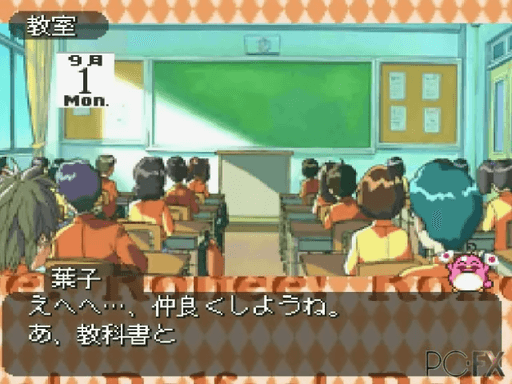 教室
9月
1
Mon.
葉子
えへへ…、仲良くしようね。
あ、教科書と
PC-FX